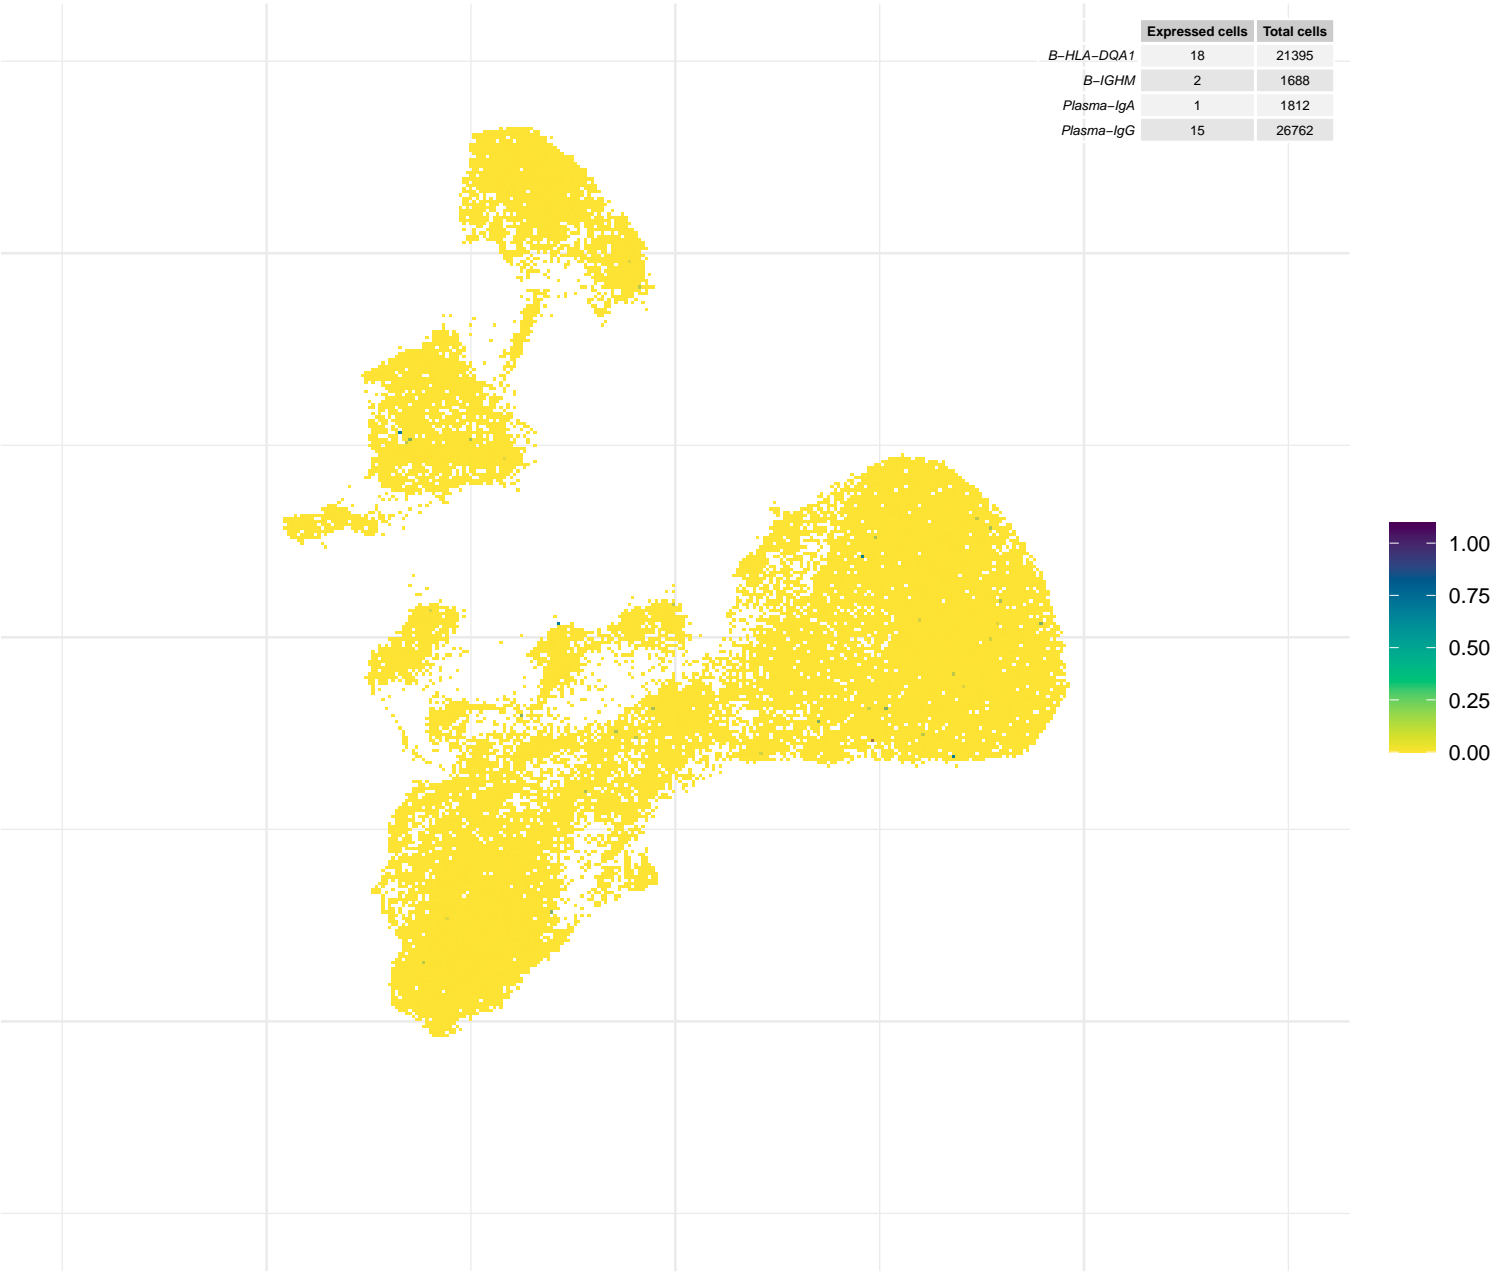 Expressed cells Total cells
B−HLA−DQA1 18 21395
B−IGHM 2 1688
Plasma−IgA 1 1812
Plasma−IgG 15 26762
1.00
0.75
0.50
0.25
0.00